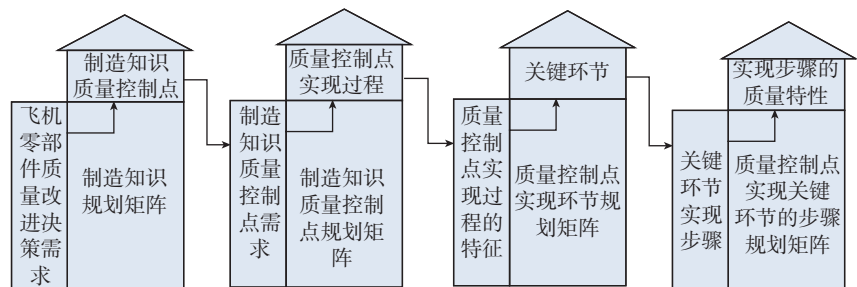 制造知识
质量控制点
飞机
零部
件质
量改
进决
策需
求
制造知识
规划矩阵
质量控制点
实现过程
制造
知识
质量
控制
点需
求
制造知识
质量控制
点规划矩
阵
关键环节
质量
控制
点实
现过
程的
特征
质量控制点
实现环节规
划矩阵
实现步骤的
质量特性
关键
环节
实现
步骤
质量控制点
实现关键
环节的步骤
规划矩阵